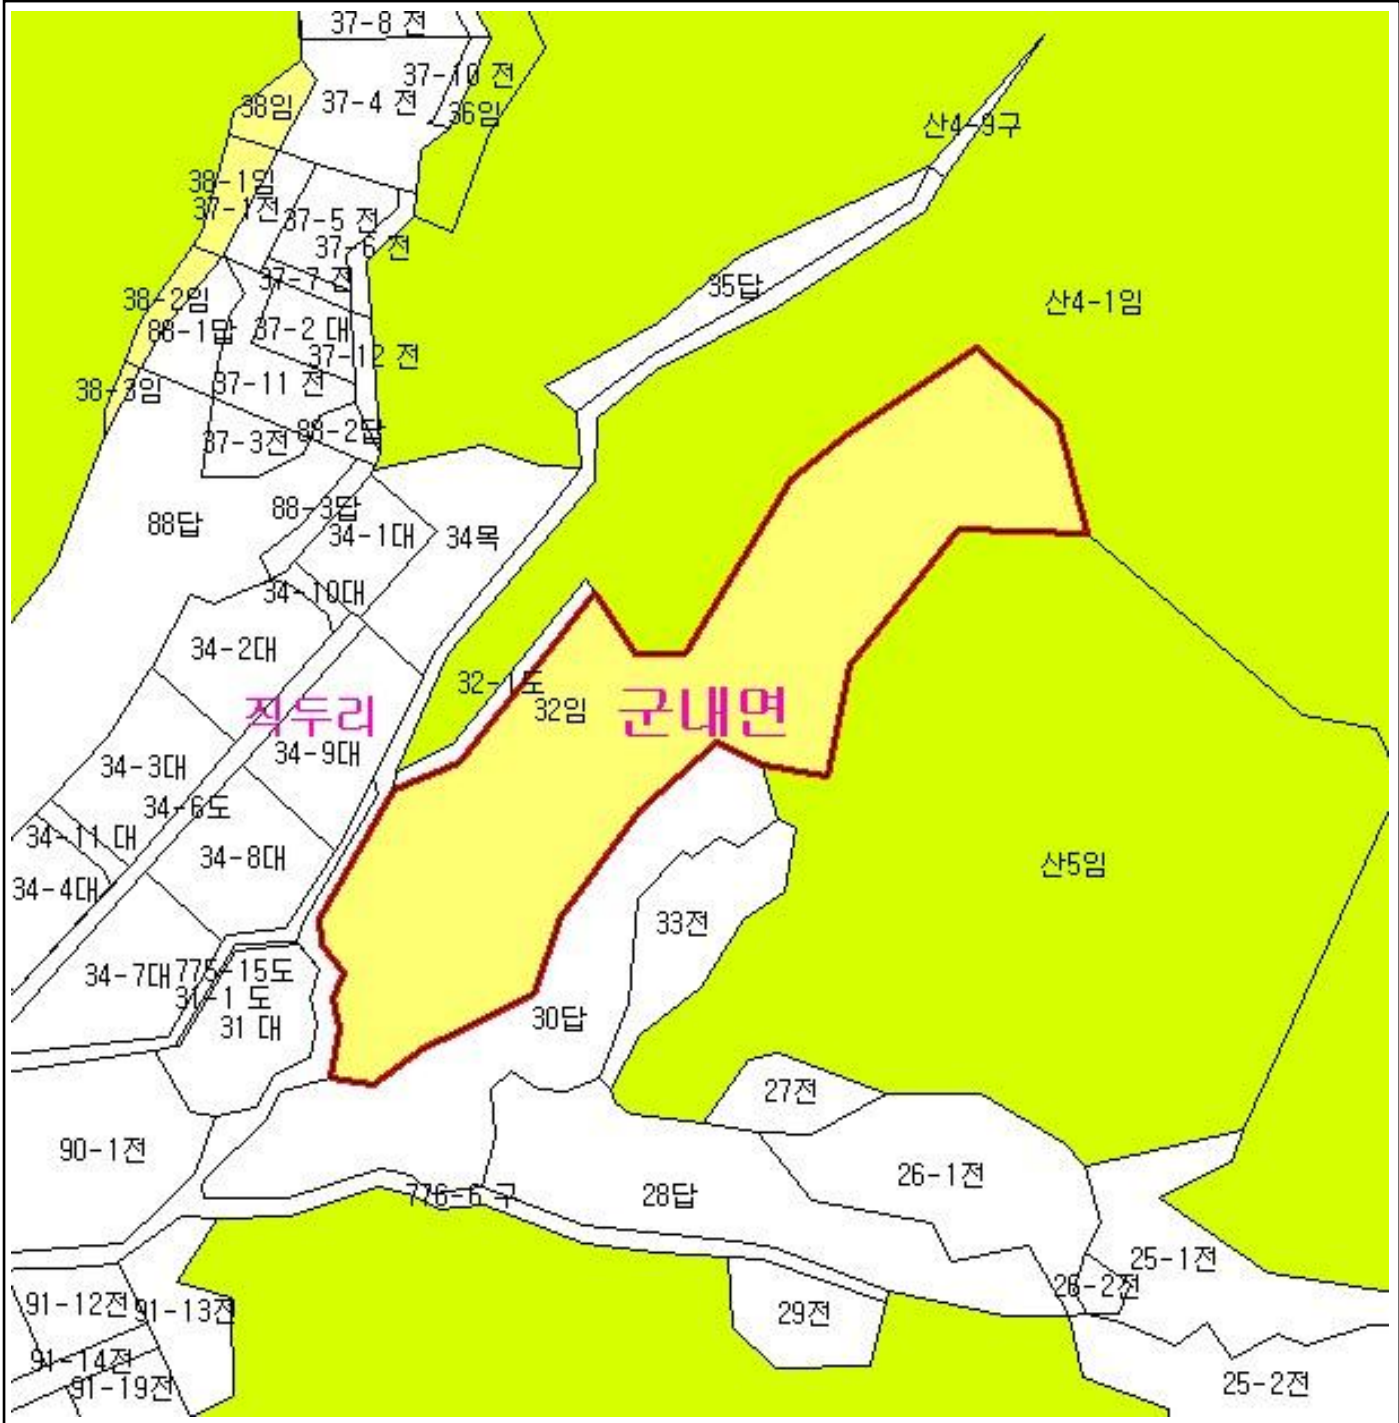 37-8 전
37-10 전
38임
37-4 전
36임
산4-9구
38-1임
37-1전
37-5 전
37-6 전
37-7 전
35답
38-2임
산4-1임
88-1답
37-2 대
37-12 전
38-3임
37-11 전
37-3전
88-2답
88답
88-3답
34-1대
34목
34-10대
34-2대
32-1도
32임
직두리
군내면
34-9대
34-3대
34-6도
34-11 대
34-8대
34-4대
산5임
33전
34-7대
775-15도
31-1 도
31 대
30답
27전
90-1전
26-1전
776-6 구
28답
25-1전
26-2전
91-12전
91-13전
29전
91-14전
91-19전
25-2전